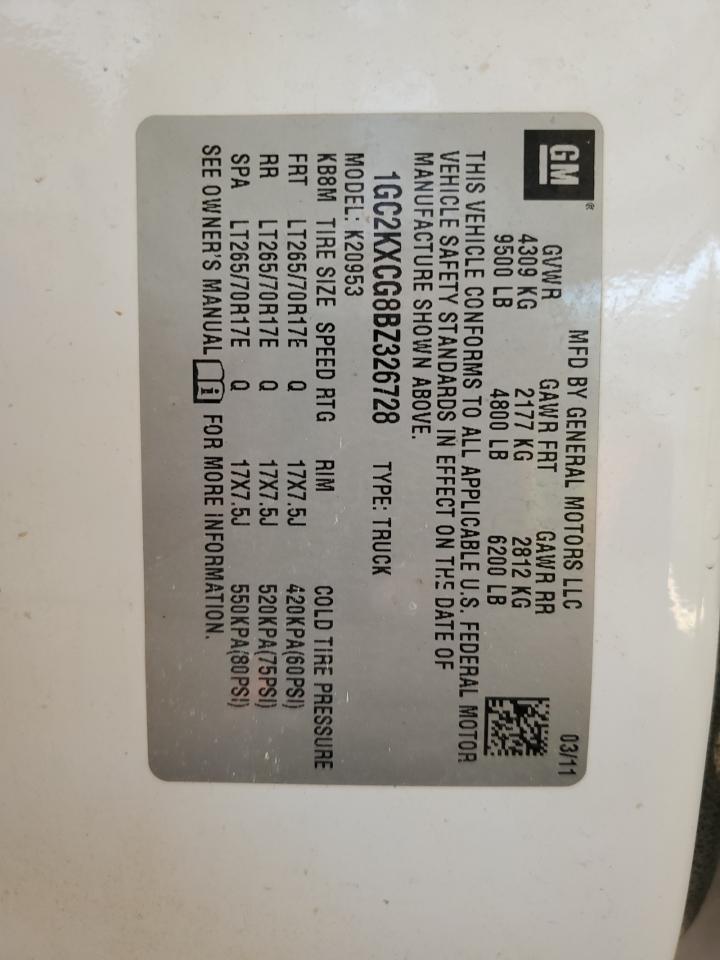 GM®
MFD BY GENERAL MOTORS LLC 03/11
GVWR GAWR FRT GAWR RR
4309 KG 2177 KG 2812 KG
9500 LB 4800 LB 6200 LB
THIS VEHICLE CONFORMS TO ALL APPLICABLE U.S. FEDERAL MOTOR
VEHICLE SAFETY STANDARDS IN EFFECT ON THE DATE OF
MANUFACTURE SHOWN ABOVE.
1GC2KXCG8BZ326728 TYPE: TRUCK
MODEL: K20953
KB8M TIRE SIZE SPEED RTG RIM COLD TIRE PRESSURE
FRT LT265/70R17E Q 17X7.5J 420KPA(60PSI)
RR LT265/70R17E Q 17X7.5J 520KPA(75PSI)
SPA LT265/70R17E Q 17X7.5J 550KPA(80PSI)
SEE OWNER'S MANUAL i FOR MORE INFORMATION.